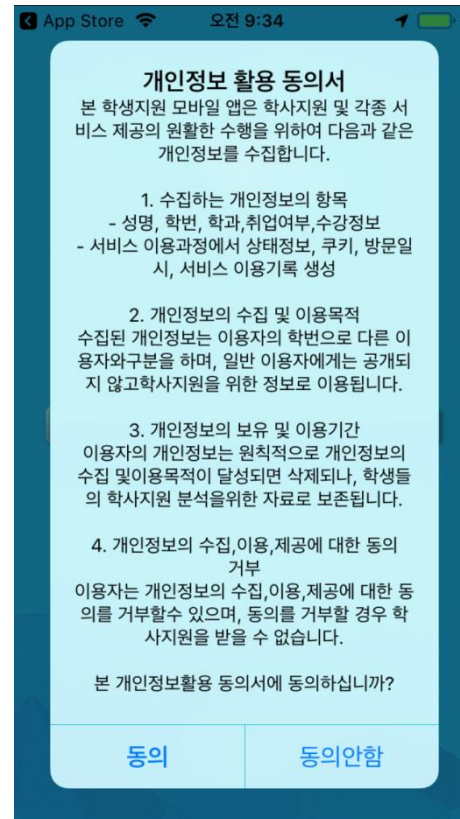 App Store
오전 9:34
개인정보 활용 동의서
본 학생지원 모바일 앱은 학사지원 및 각종 서
비스 제공의 원활한 수행을 위하여 다음과 같은
개인정보를 수집합니다.
1. 수집하는 개인정보의 항목
- 성명, 학번, 학과,취업여부,수강정보
- 서비스 이용과정에서 상태정보, 쿠키, 방문일
시, 서비스 이용기록 생성
2. 개인정보의 수집 및 이용목적
수집된 개인정보는 이용자의 학번으로 다른 이
용자와구분을 하며, 일반 이용자에게는 공개되
지 않고학사지원을 위한 정보로 이용됩니다.
3. 개인정보의 보유 및 이용기간
이용자의 개인정보는 원칙적으로 개인정보의
수집 및이용목적이 달성되면 삭제되나, 학생들
의 학사지원 분석을위한 자료로 보존됩니다.
4. 개인정보의 수집,이용,제공에 대한 동의
거부
이용자는 개인정보의 수집,이용,제공에 대한 동
의를 거부할수 있으며, 동의를 거부할 경우 학
사지원을 받을 수 없습니다.
본 개인정보활용 동의서에 동의하십니까?
동의
동의안함